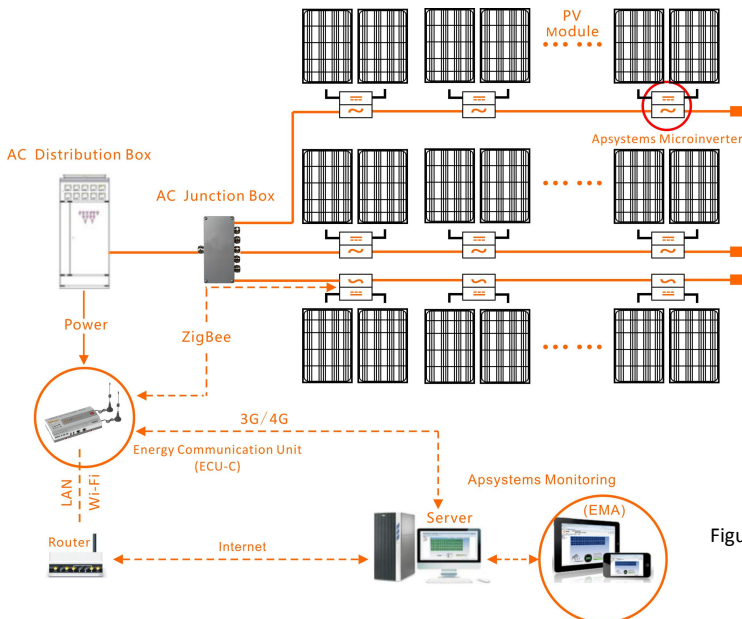 PV
Module
Apsystems Microinverter
AC Distribution Box
AC Junction Box
Power
ZigBee
3G/4G
Energy Communication Unit
(ECU-C)
LAN
Wi-Fi
Apsystems Monitoring
(EMA)
Server
Router
Internet
Figu